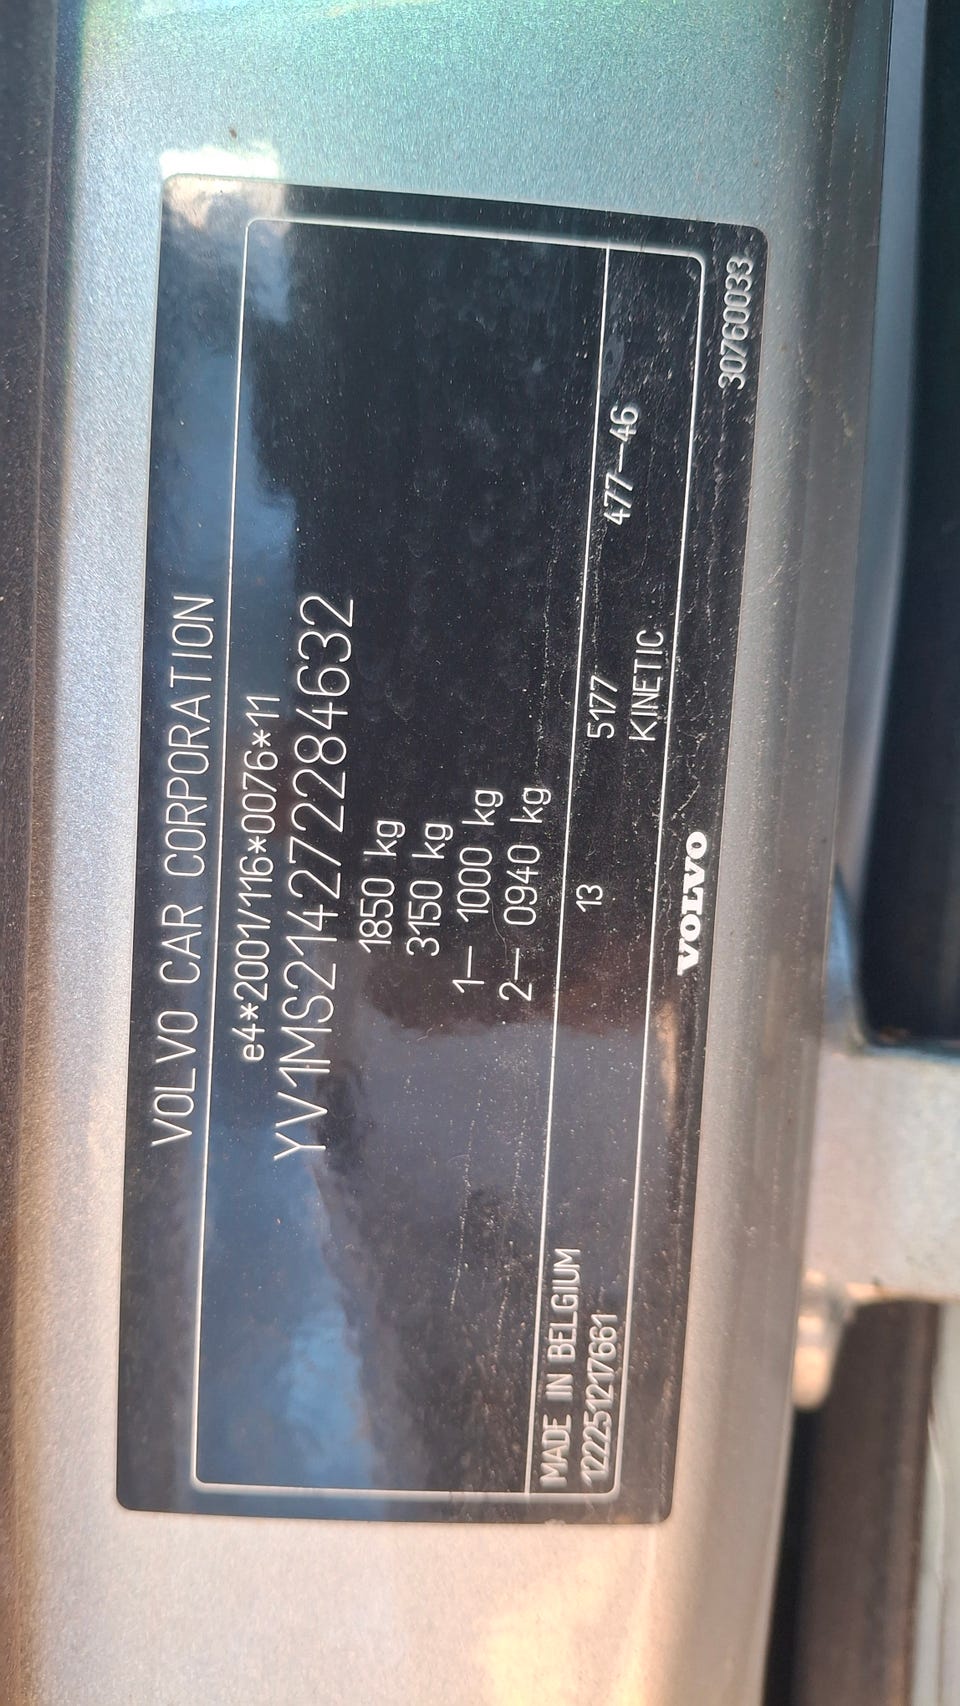 VOLVO CAR CORPORATION
e4*2001/116*0076*11
YV1MS214272284632
1850 kg
3150 kg
1— 1000 kg
2— 0940 kg
MADE IN BELGIUM 13 5177 477—46
122251217661 KINETIC
VOLVO
30760033